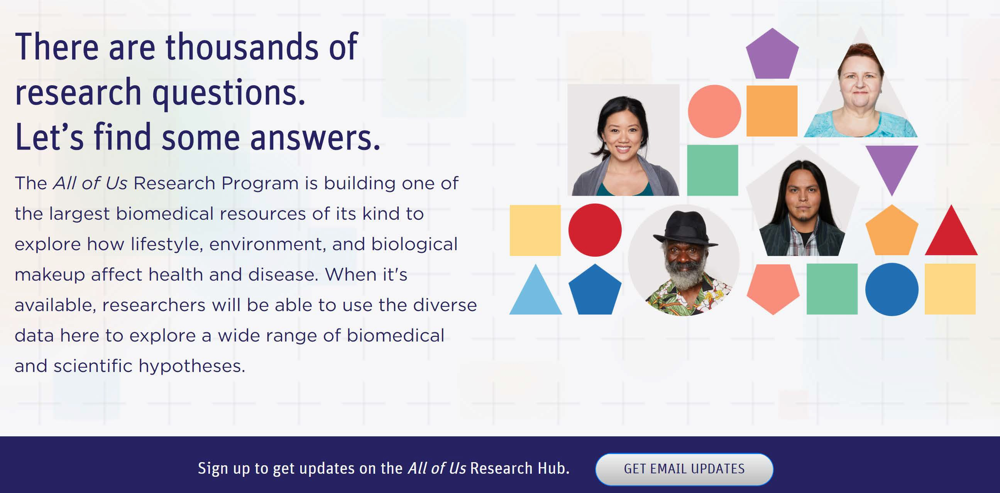 There are thousands of
research questions.
Let’s find some answers.
The All of Us Research Program is building one of
the largest biomedical resources of its kind to
explore how lifestyle, environment, and biological
makeup affect health and disease. When it's
available, researchers will be able to use the diverse
data here to explore a wide range of biomedical
and scientific hypotheses.
Sign up to get updates on the All of Us Research Hub.
GET EMAIL UPDATES